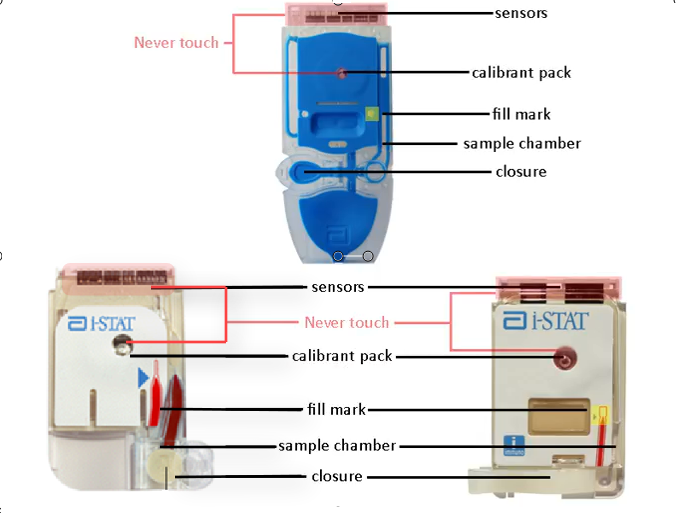 sensors
Never touch
calibrant pack
fill mark
sample chamber
closure
sensors
i-STAT
i-STAT
Never touch
calibrant pack
fill mark
sample chamber
closure